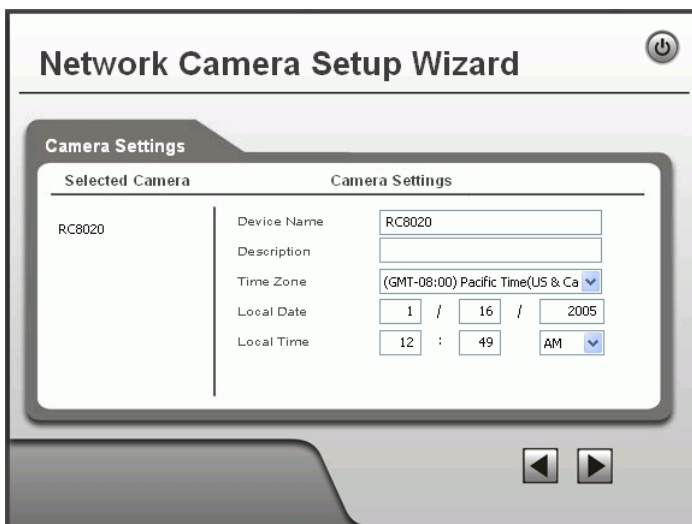 Network Camera Setup Wizard
Camera Settings
Selected Camera
Camera Settings
RC8020
Device Name RC8020
Description
Time Zone (GMT-08:00) Pacific Time(US & Ca
Local Date 1 / 16 / 2005
Local Time 12 : 49 AM